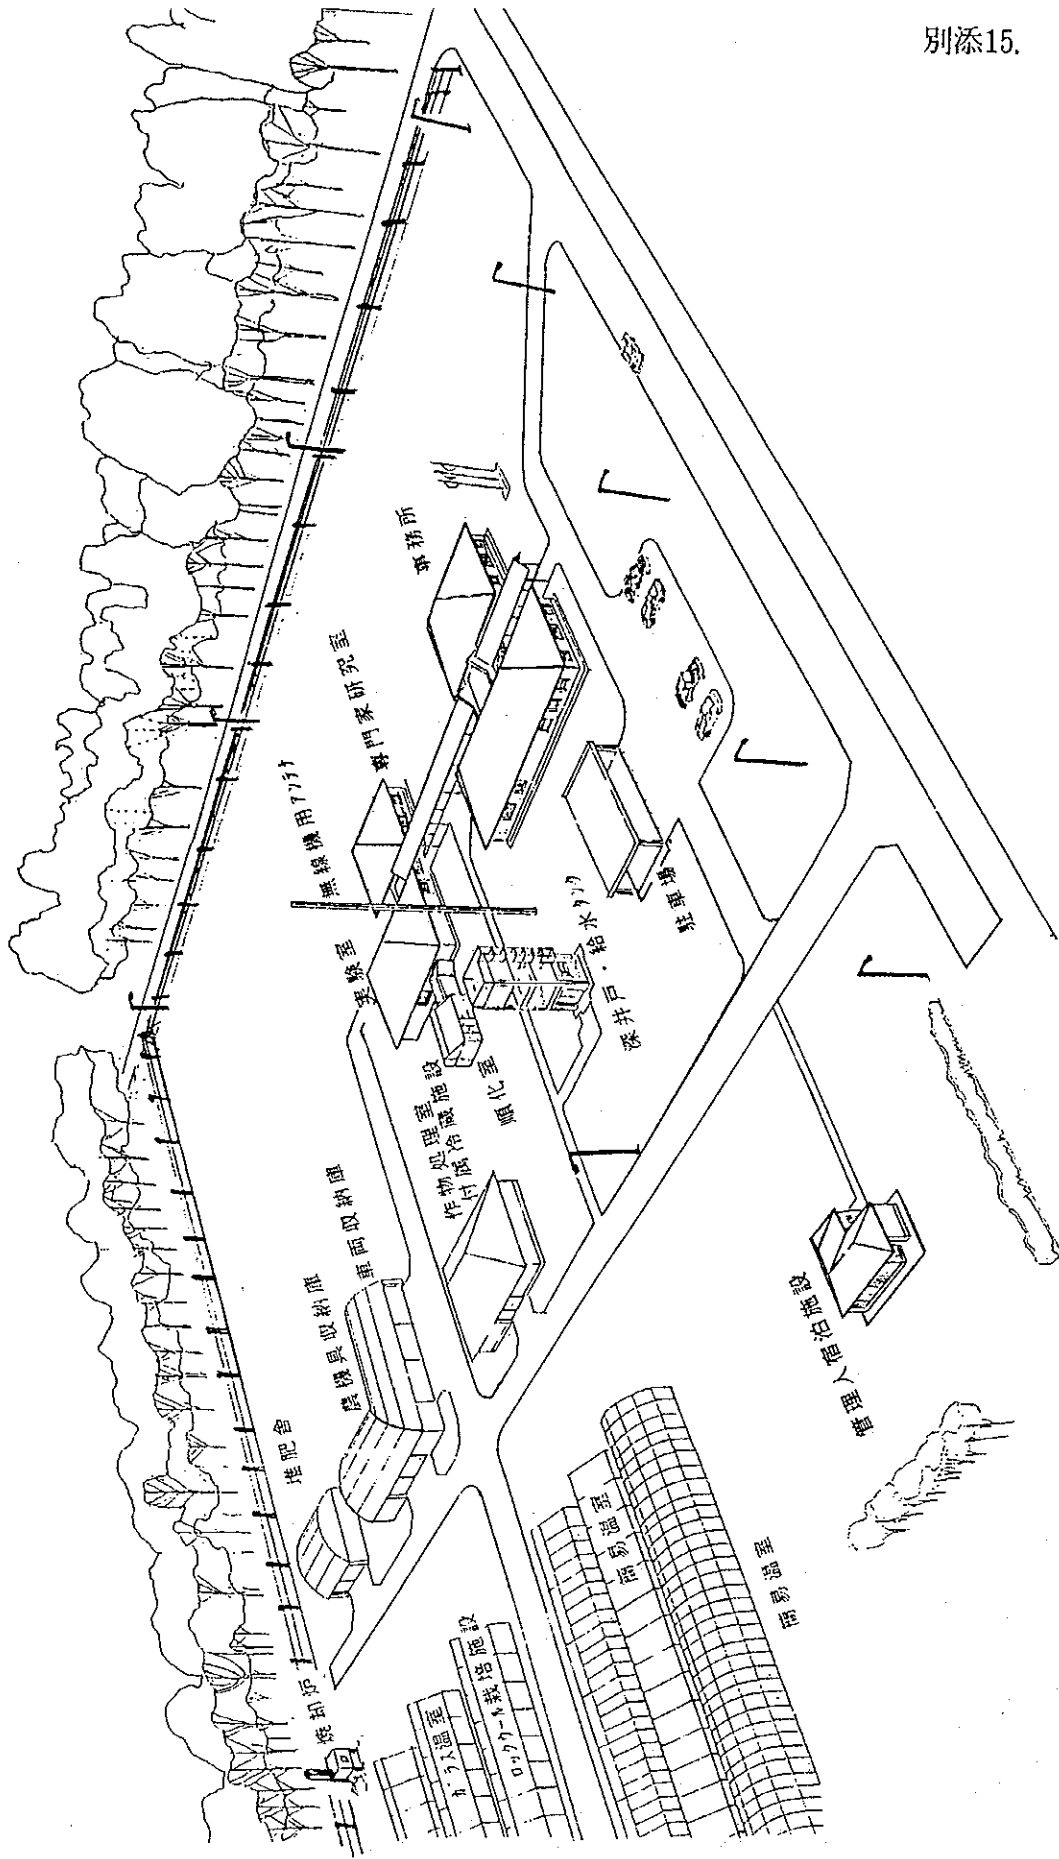 別添15.
事務所
専門家研究室
無線機用アンテナ
実験室
深井戸・給水タンク
駐車場
順化室
作物処理室
付属冷蔵施設
車両収納庫
農機具収納庫
堆肥舎
焼却炉
ガラス温室
ロックウール栽培施設
簡易温室
簡易温室
管理人宿泊施設